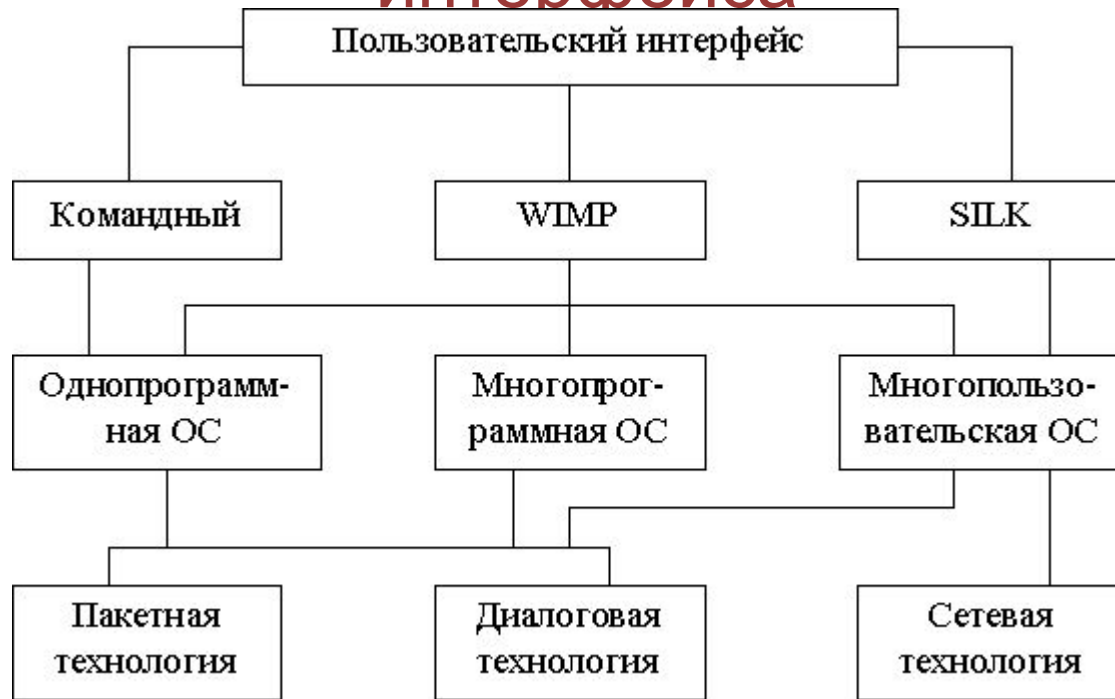 интерфейса
Пользовательский интерфейс
Командный
WIMP
SILK
Однопрограмм-
ная ОС
Многопрог-
раммная ОС
Многопользо-
вательская ОС
Пакетная
технология
Диалоговая
технология
Сетевая
технология